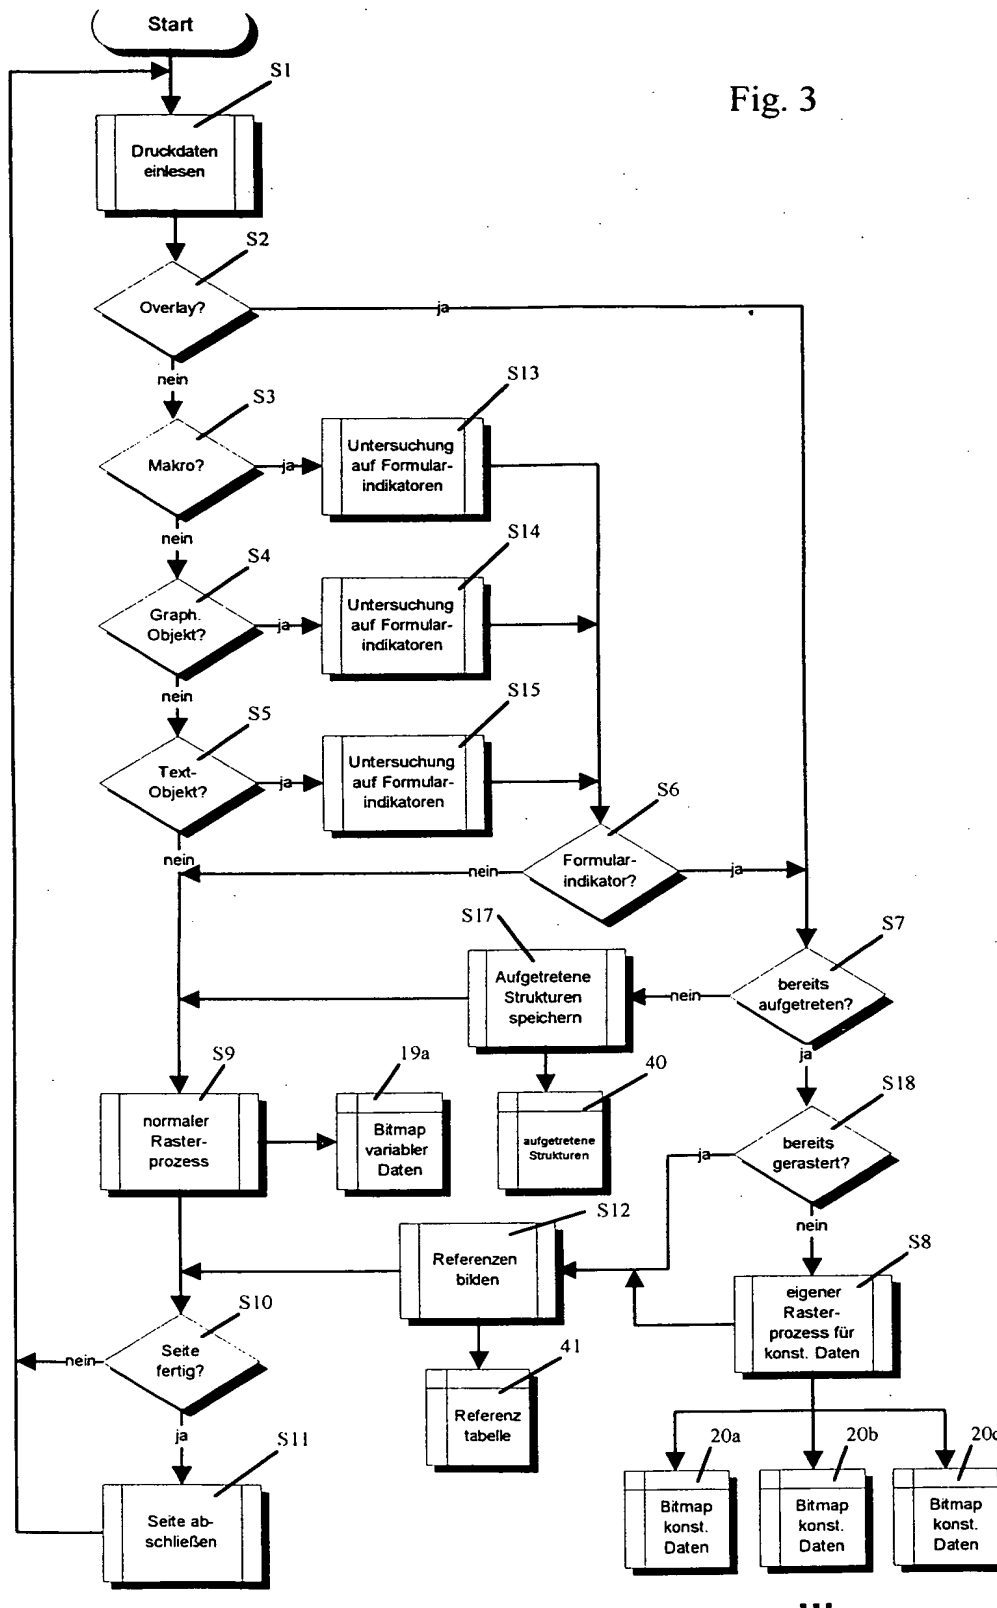 Start
Fig. 3
S1
Druckdaten
einlesen
S2
Overlay?
ja
nein
S3
Makro?
ja
S13
Untersuchung
auf Formular-
indikatoren
nein
S4
Graph.
Objekt?
ja
S14
Untersuchung
auf Formular-
indikatoren
nein
S5
Text-
Objekt?
ja
S15
Untersuchung
auf Formular-
indikatoren
nein
S6
Formular-
indikator?
nein
ja
S7
bereits
aufgetreten?
nein
ja
S17
Aufgetretene
Strukturen
speichern
40
aufgetretene
Strukturen
S9
normaler
Raster-
prozess
19a
Bitmap
variabler
Daten
S18
bereits
gerastert?
ja
nein
S12
Referenzen
bilden
41
Referenz
tabelle
S8
eigener
Raster-
prozess für
konst. Daten
S10
Seite
fertig?
nein
ja
S11
Seite ab-
schließen
20a
Bitmap
konst.
Daten
20b
Bitmap
konst.
Daten
20c
Bitmap
konst.
Daten
...